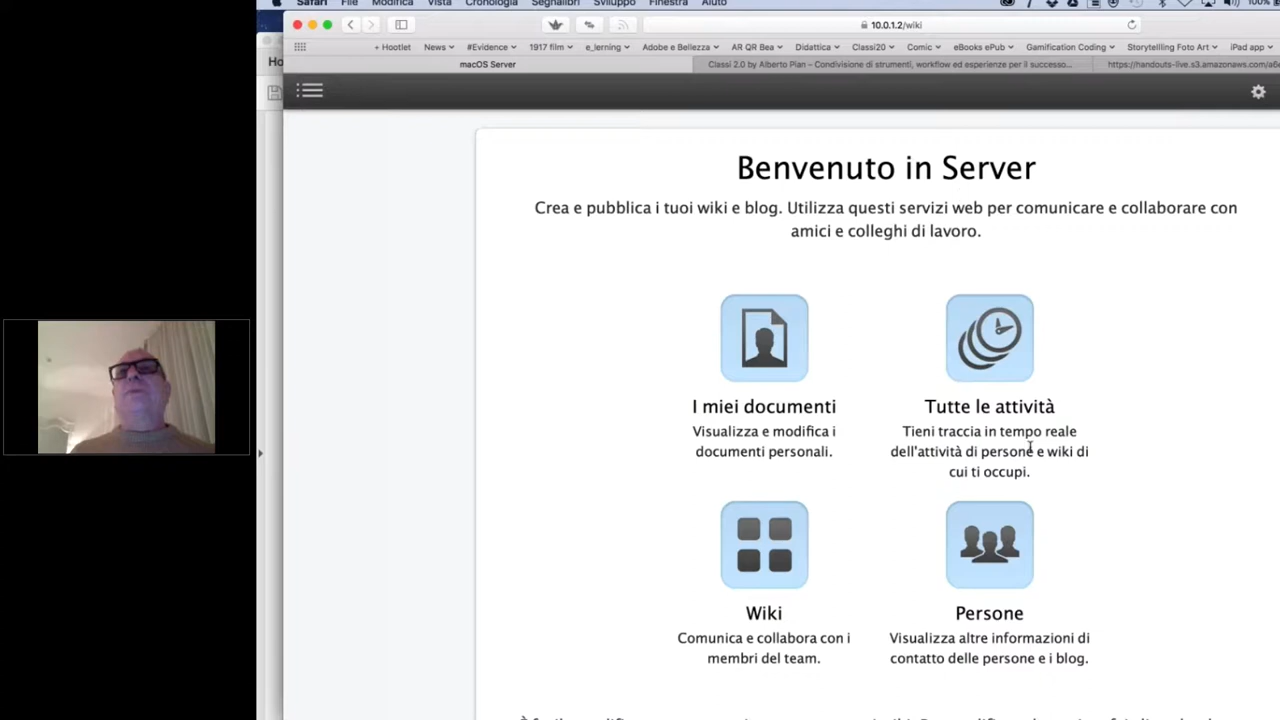 Safari File Modifica Vista Cronologia Segnalibri Sviluppo Finestra Aiuto 100%
10.0.1.2/wiki
Ho
+ Hootlet News #Evidence 1917 film e_lerning Adobe e Bellezza AR QR Bea Didattica Classi20 Comic eBooks ePub Gamification Coding Storytellling Foto Art iPad app
macOS Server Classi 2.0 by Alberto Pian – Condivisione di strumenti, workflow ed esperienze per il successo... https://handouts-live.s3.amazonaws.com/a6
Benvenuto in Server
Crea e pubblica i tuoi wiki e blog. Utilizza questi servizi web per comunicare e collaborare con
amici e colleghi di lavoro.
I miei documenti
Visualizza e modifica i
documenti personali.
Tutte le attività
Tieni traccia in tempo reale
dell'attività di persone e wiki di
cui ti occupi.
Wiki
Comunica e collabora con i
membri del team.
Persone
Visualizza altre informazioni di
contatto delle persone e i blog.